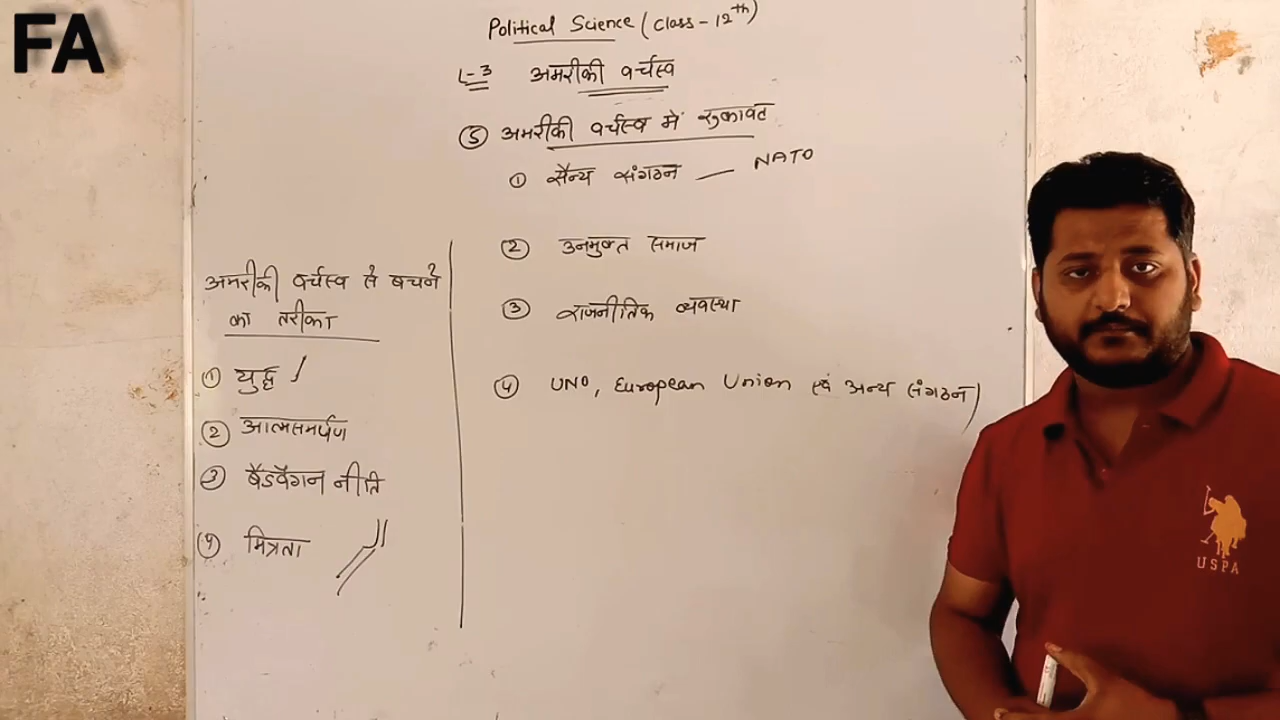 FA
Political Science (Class-12th)
L-3 अमरीकी वर्चस्व
⑤ अमरीकी वर्चस्व में रुकावट
① सैन्य संगठन — NATO
② उनमुक्त समाज
③ राजनीतिक व्यवस्था
④ UNO, European Union एवं अन्य संगठन)
अमरीकी वर्चस्व से बचने
का तरीका
① युद्ध
② आत्मसमर्पण
③ बैंडवैगन नीति
④ मित्रता
USPA